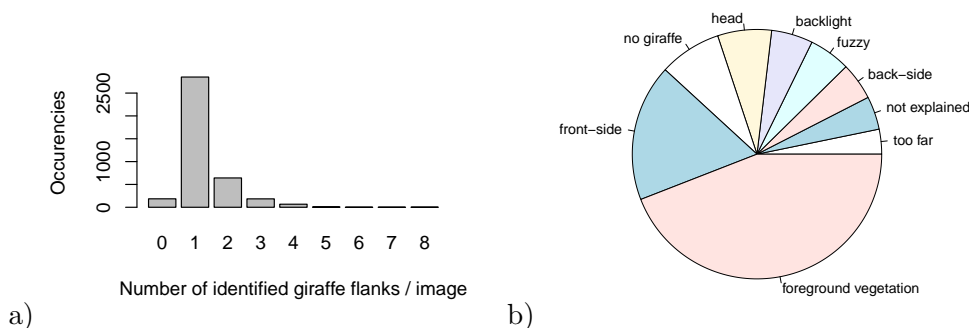 Occurencies
2500
1000
0
0 1 2 3 4 5 6 7 8
Number of identified giraffe flanks / image
a)
head
backlight
no giraffe
fuzzy
back−side
not explained
front−side
too far
foreground vegetation
b)